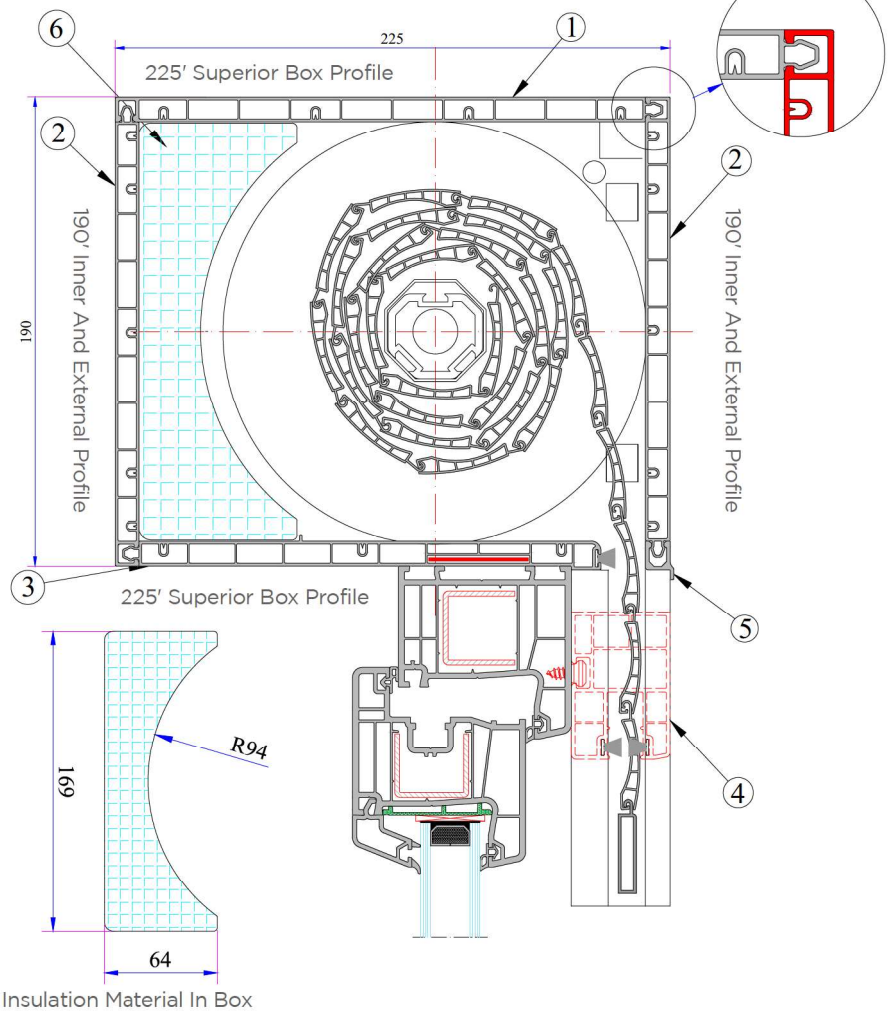 6
225
1
225' Superior Box Profile
2
2
190' Inner And External Profile
190
190' Inner And External Profile
3
225' Superior Box Profile
5
R94
169
4
64
Insulation Material In Box